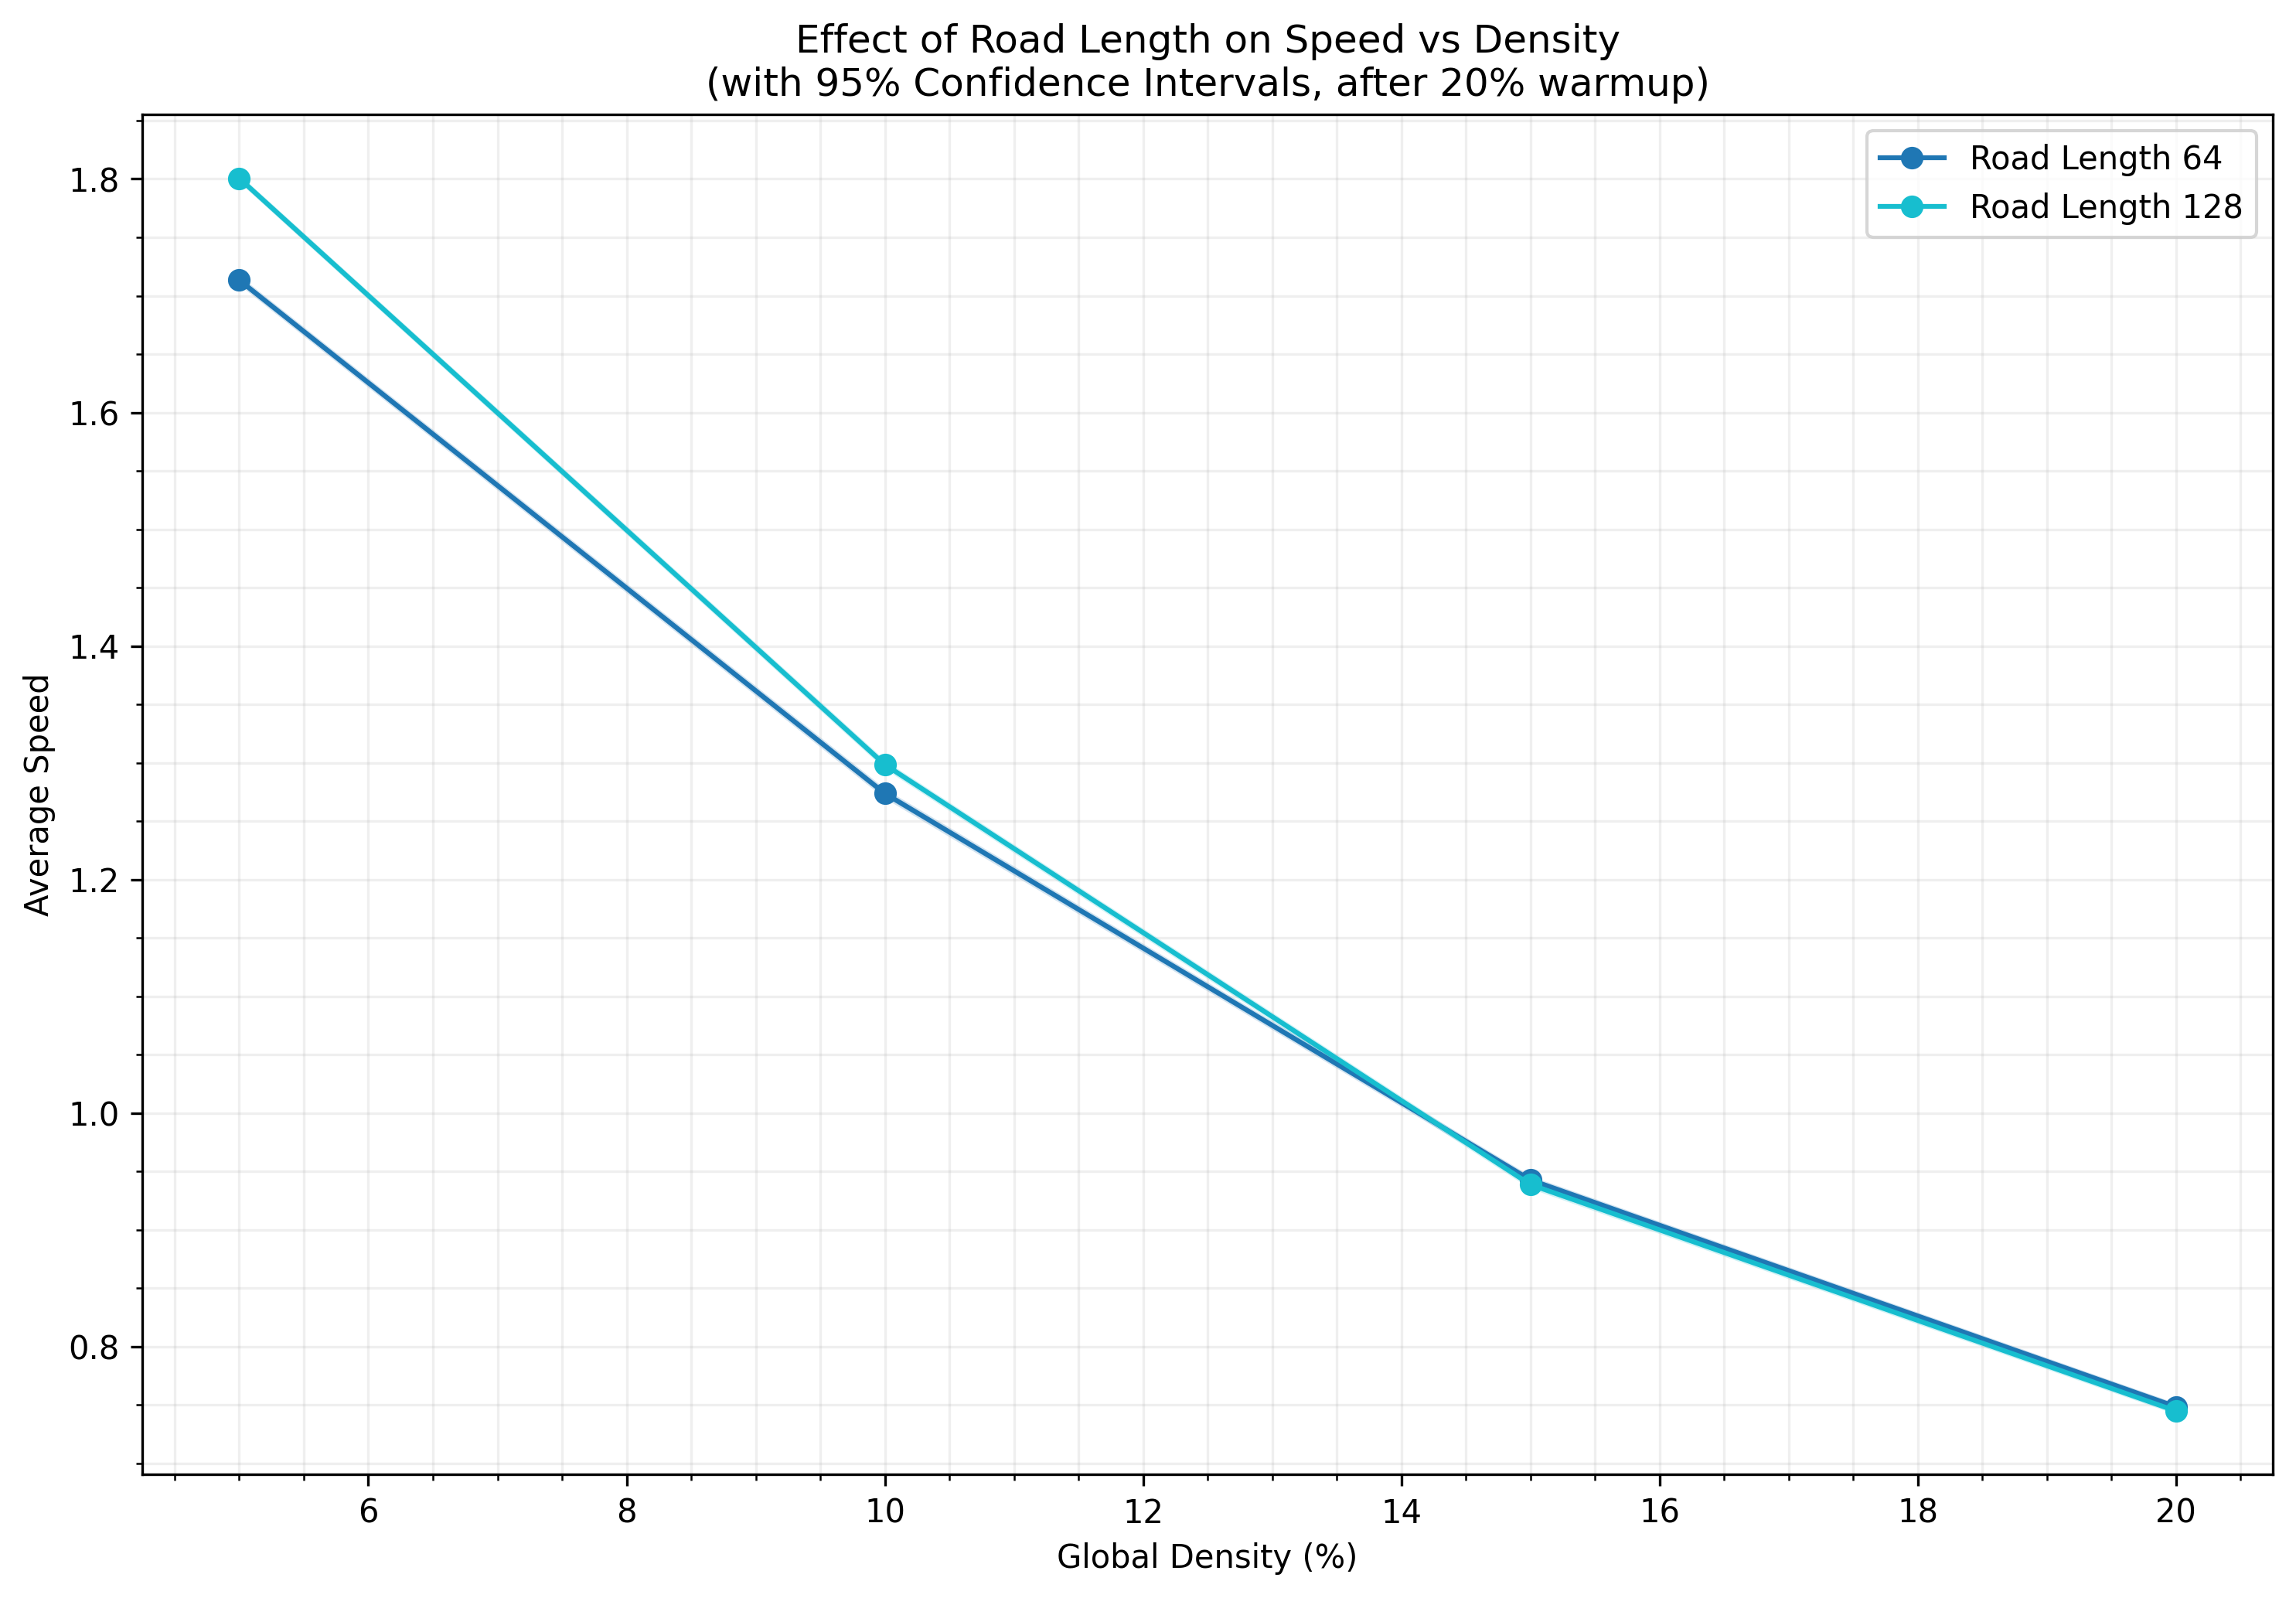 Effect of Road Length on Speed vs Density
(with 95% Confidence Intervals, after 20% warmup)
Road Length 64
Road Length 128
Average Speed
1.8
1.6
1.4
1.2
1.0
0.8
6 8 10 12 14 16 18 20
Global Density (%)